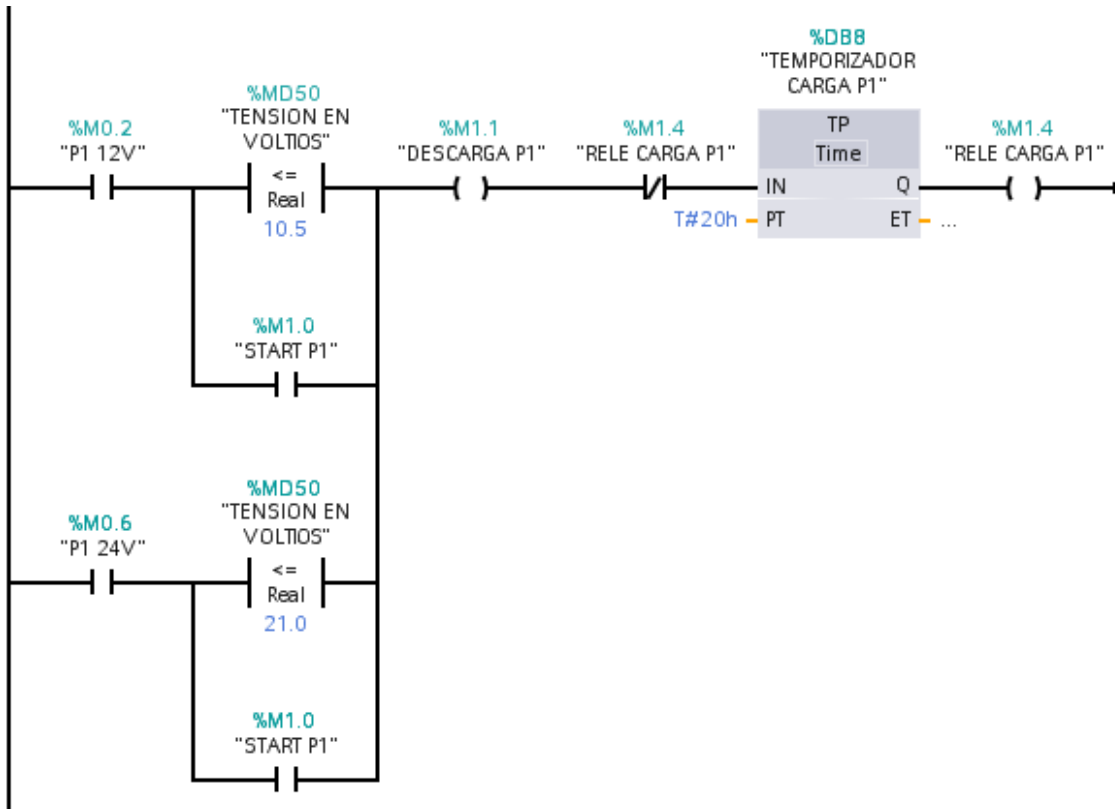 %DB8
"TEMPORIZADOR
CARGA P1"
%M0.2
"P1 12V"
%MD50
"TENSION EN
VOLTIOS"
<=
Real
10.5
%M1.1
"DESCARGA P1"
%M1.4
"RELE CARGA P1"
TP
Time
IN
Q
T#20h
PT
ET
...
%M1.4
"RELE CARGA P1"
%M1.0
"START P1"
%M0.6
"P1 24V"
%MD50
"TENSION EN
VOLTIOS"
<=
Real
21.0
%M1.0
"START P1"